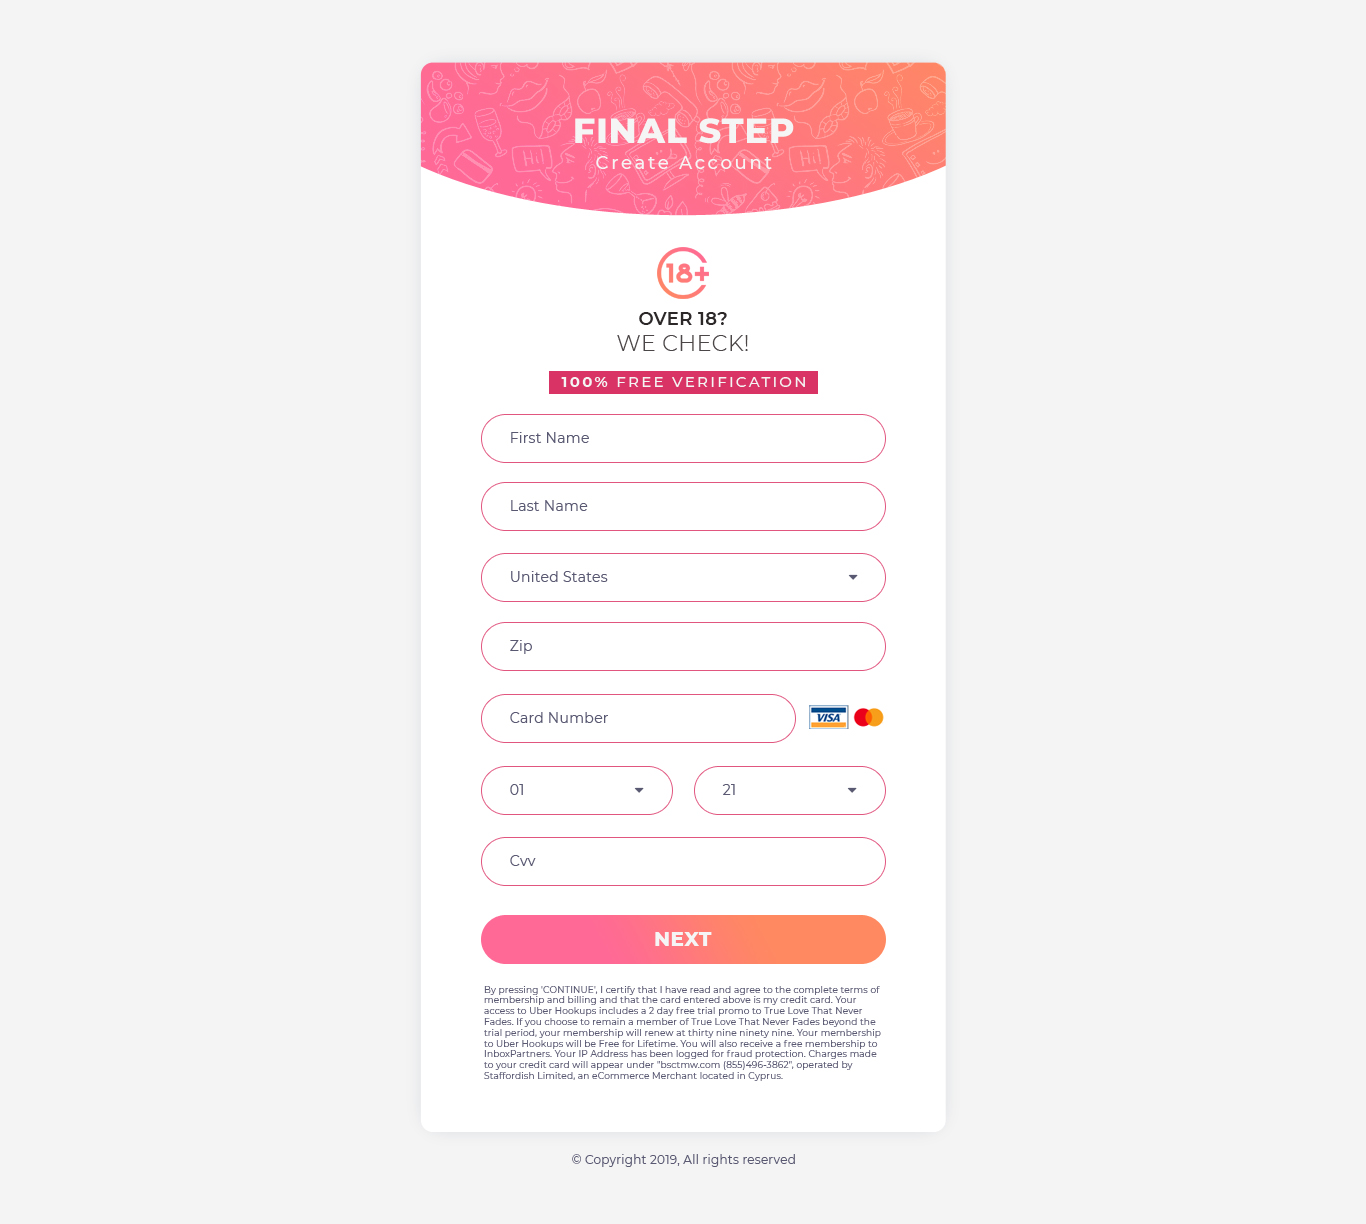 FINAL STEP
Create Account
18+
OVER 18?
WE CHECK!
100% FREE VERIFICATION
First Name
Last Name
United States
Zip
Card Number
VISA
01
21
Cvv
NEXT
By pressing 'CONTINUE', I certify that I have read and agree to the complete terms of
membership and billing and that the card entered above is my credit card. Your
access to Uber Hookups includes a 2 day free trial promo to True Love That Never
Fades. If you choose to remain a member of True Love That Never Fades beyond the
trial period, your membership will renew at thirty nine ninety nine. Your membership
to Uber Hookups will be Free for Lifetime. You will also receive a free membership to
InboxPartners. Your IP Address has been logged for fraud protection. Charges made
to your credit card will appear under "bsctmw.com (855)496-3862", operated by
Staffordish Limited, an eCommerce Merchant located in Cyprus.
© Copyright 2019, All rights reserved